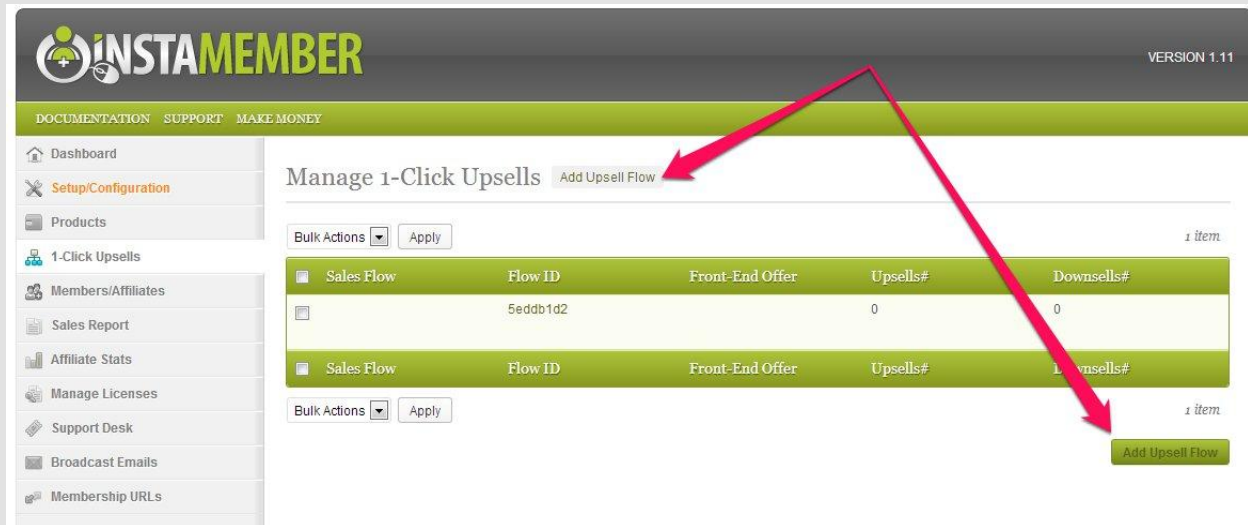 INSTAMEMBER
VERSION 1.11
DOCUMENTATION SUPPORT MAKE MONEY
Dashboard
Setup/Configuration
Products
1-Click Upsells
Members/Affiliates
Sales Report
Affiliate Stats
Manage Licenses
Support Desk
Broadcast Emails
Membership URLs
Manage 1-Click Upsells Add Upsell Flow
Bulk Actions Apply 1 item
Sales Flow Flow ID Front-End Offer Upsells# Downsells#
5eddb1d2 0 0
Sales Flow Flow ID Front-End Offer Upsells# Downsells#
Bulk Actions Apply 1 item
Add Upsell Flow